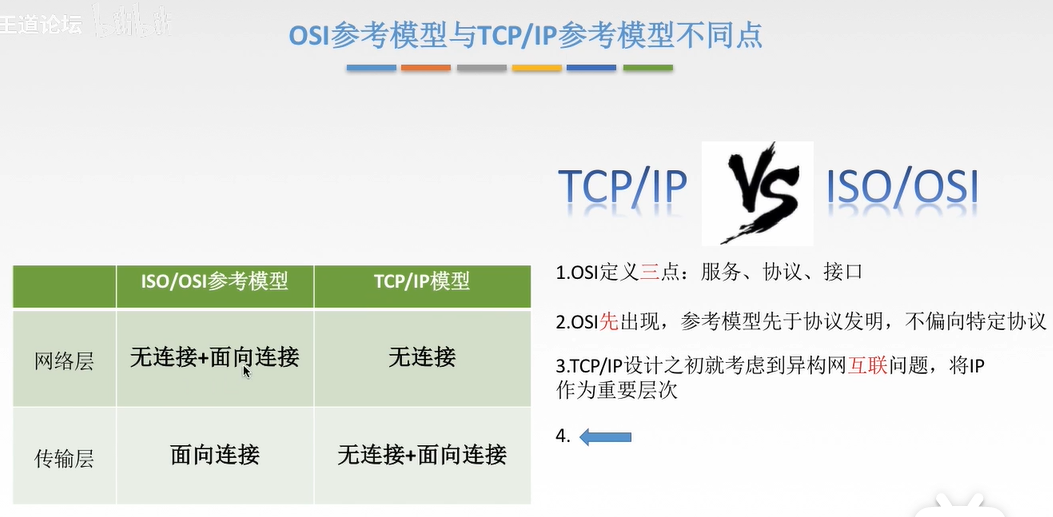 王道论坛
OSI参考模型与TCP/IP参考模型不同点
TCP/IP VS ISO/OSI
ISO/OSI参考模型 TCP/IP模型
网络层 无连接+面向连接 无连接
传输层 面向连接 无连接+面向连接
1.OSI定义三点：服务、协议、接口
2.OSI先出现，参考模型先于协议发明，不偏向特定协议
3.TCP/IP设计之初就考虑到异构网互联问题，将IP
作为重要层次
4.